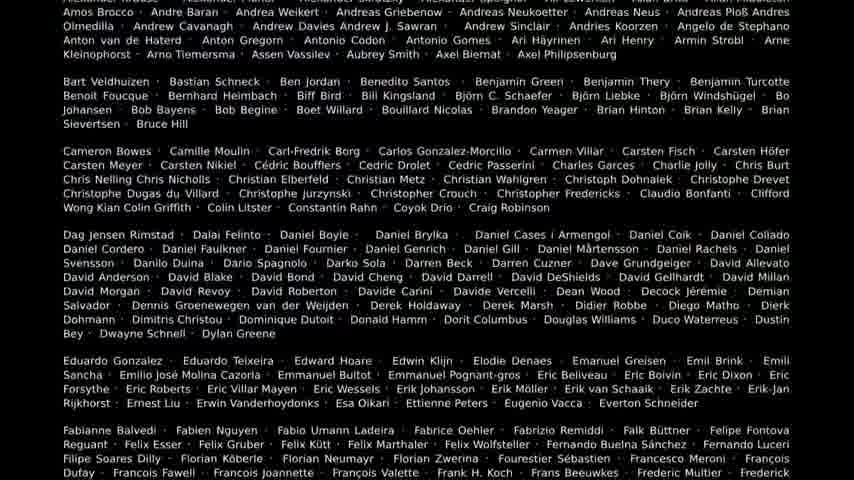 Amos Brocco · Andre Baran · Andrea Weikert · Andreas Griebenow · Andreas Neukoetter · Andreas Neus · Andreas Ploß Andres
Olmedilla · Andrew Cavanagh · Andrew Davies Andrew J. Sawran · Andrew Sinclair · Andries Koorzen · Angelo de Stephano
Anton van de Haterd · Anton Gregorn · Antonio Codon · Antonio Gomes · Ari Häyrinen · Ari Henry · Armin Strobl · Arne
Kleinophorst · Arno Tiemersma · Assen Vassilev · Aubrey Smith · Axel Biernat · Axel Philipsenburg
Bart Veldhuizen · Bastian Schneck · Ben Jordan · Benedito Santos · Benjamin Green · Benjamin Thery · Benjamin Turcotte
Benoit Foucque · Bernhard Heimbach · Biff Bird · Bill Kingsland · Björn C. Schaefer · Björn Liebke · Björn Windshügel · Bo
Johansen · Bob Bayens · Bob Begine · Boet Willard · Bouillard Nicolas · Brandon Yeager · Brian Hinton · Brian Kelly · Brian
Sievertsen · Bruce Hill
Cameron Bowes · Camille Moulin · Carl-Fredrik Borg · Carlos Gonzalez-Morcillo · Carmen Villar · Carsten Fisch · Carsten Höfer
Carsten Meyer · Carsten Nikiel · Cédric Boufflers · Cedric Drolet · Cedric Passerini · Charles Garces · Charlie Jolly · Chris Burt
Chris Nelling Chris Nicholls · Christian Elberfeld · Christian Metz · Christian Wahlgren · Christoph Dohnalek · Christophe Drevet
Christophe Dugas du Villard · Christophe jurzynski · Christopher Crouch · Christopher Fredericks · Claudio Bonfanti · Clifford
Wong Kian Colin Griffith · Colin Litster · Constantin Rahn · Coyok Drio · Craig Robinson
Dag Jensen Rimstad · Dalai Felinto · Daniel Boyle · Daniel Brylka · Daniel Cases i Armengol · Daniel Coïk · Daniel Collado
Daniel Cordero · Daniel Faulkner · Daniel Fournier · Daniel Genrich · Daniel Gill · Daniel Mårtensson · Daniel Rachels · Daniel
Svensson · Danilo Duina · Dario Spagnolo · Darko Sola · Darren Beck · Darren Cuzner · Dave Grundgeiger · David Allevato
David Anderson · David Blake · David Bond · David Cheng · David Darrell · David DeShields · David Gellhardt · David Millan
David Morgan · David Revoy · David Roberton · Davide Carini · Davide Vercelli · Dean Wood · Decock Jérémie · Demian
Salvador · Dennis Groenewegen van der Weijden · Derek Holdaway · Derek Marsh · Didier Robbe · Diego Matho · Dierk
Dohmann · Dimitris Christou · Dominique Dutoit · Donald Hamm · Dorit Columbus · Douglas Williams · Duco Waterreus · Dustin
Bey · Dwayne Schnell · Dylan Greene
Eduardo Gonzalez · Eduardo Teixeira · Edward Hoare · Edwin Klijn · Elodie Denaes · Emanuel Greisen · Emil Brink · Emili
Sancha · Emilio José Molina Cazorla · Emmanuel Bultot · Emmanuel Pognant-gros · Eric Beliveau · Eric Boivin · Eric Dixon · Eric
Forsythe · Eric Roberts · Eric Villar Mayen · Eric Wessels · Erik Johansson · Erik Möller · Erik van Schaaik · Erik Zachte · Erik-Jan
Rijkhorst · Ernest Liu · Erwin Vanderhoydonks · Esa Oikari · Ettienne Peters · Eugenio Vacca · Everton Schneider
Fabianne Balvedi · Fabien Nguyen · Fabio Umann Ladeira · Fabrice Oehler · Fabrizio Remiddi · Falk Büttner · Felipe Fontova
Reguant · Felix Esser · Felix Gruber · Felix Kütt · Felix Marthaler · Felix Wolfsteller · Fernando Buelna Sánchez · Fernando Luceri
Filipe Soares Dilly · Florian Köberle · Florian Neumayr · Florian Zwerina · Fourestier Sébastien · Francesco Meroni · François
Dufay · Francois Fawell · Francois Joannette · François Valette · Frank H. Koch · Frans Beeuwkes · Frederic Multier · Frederick